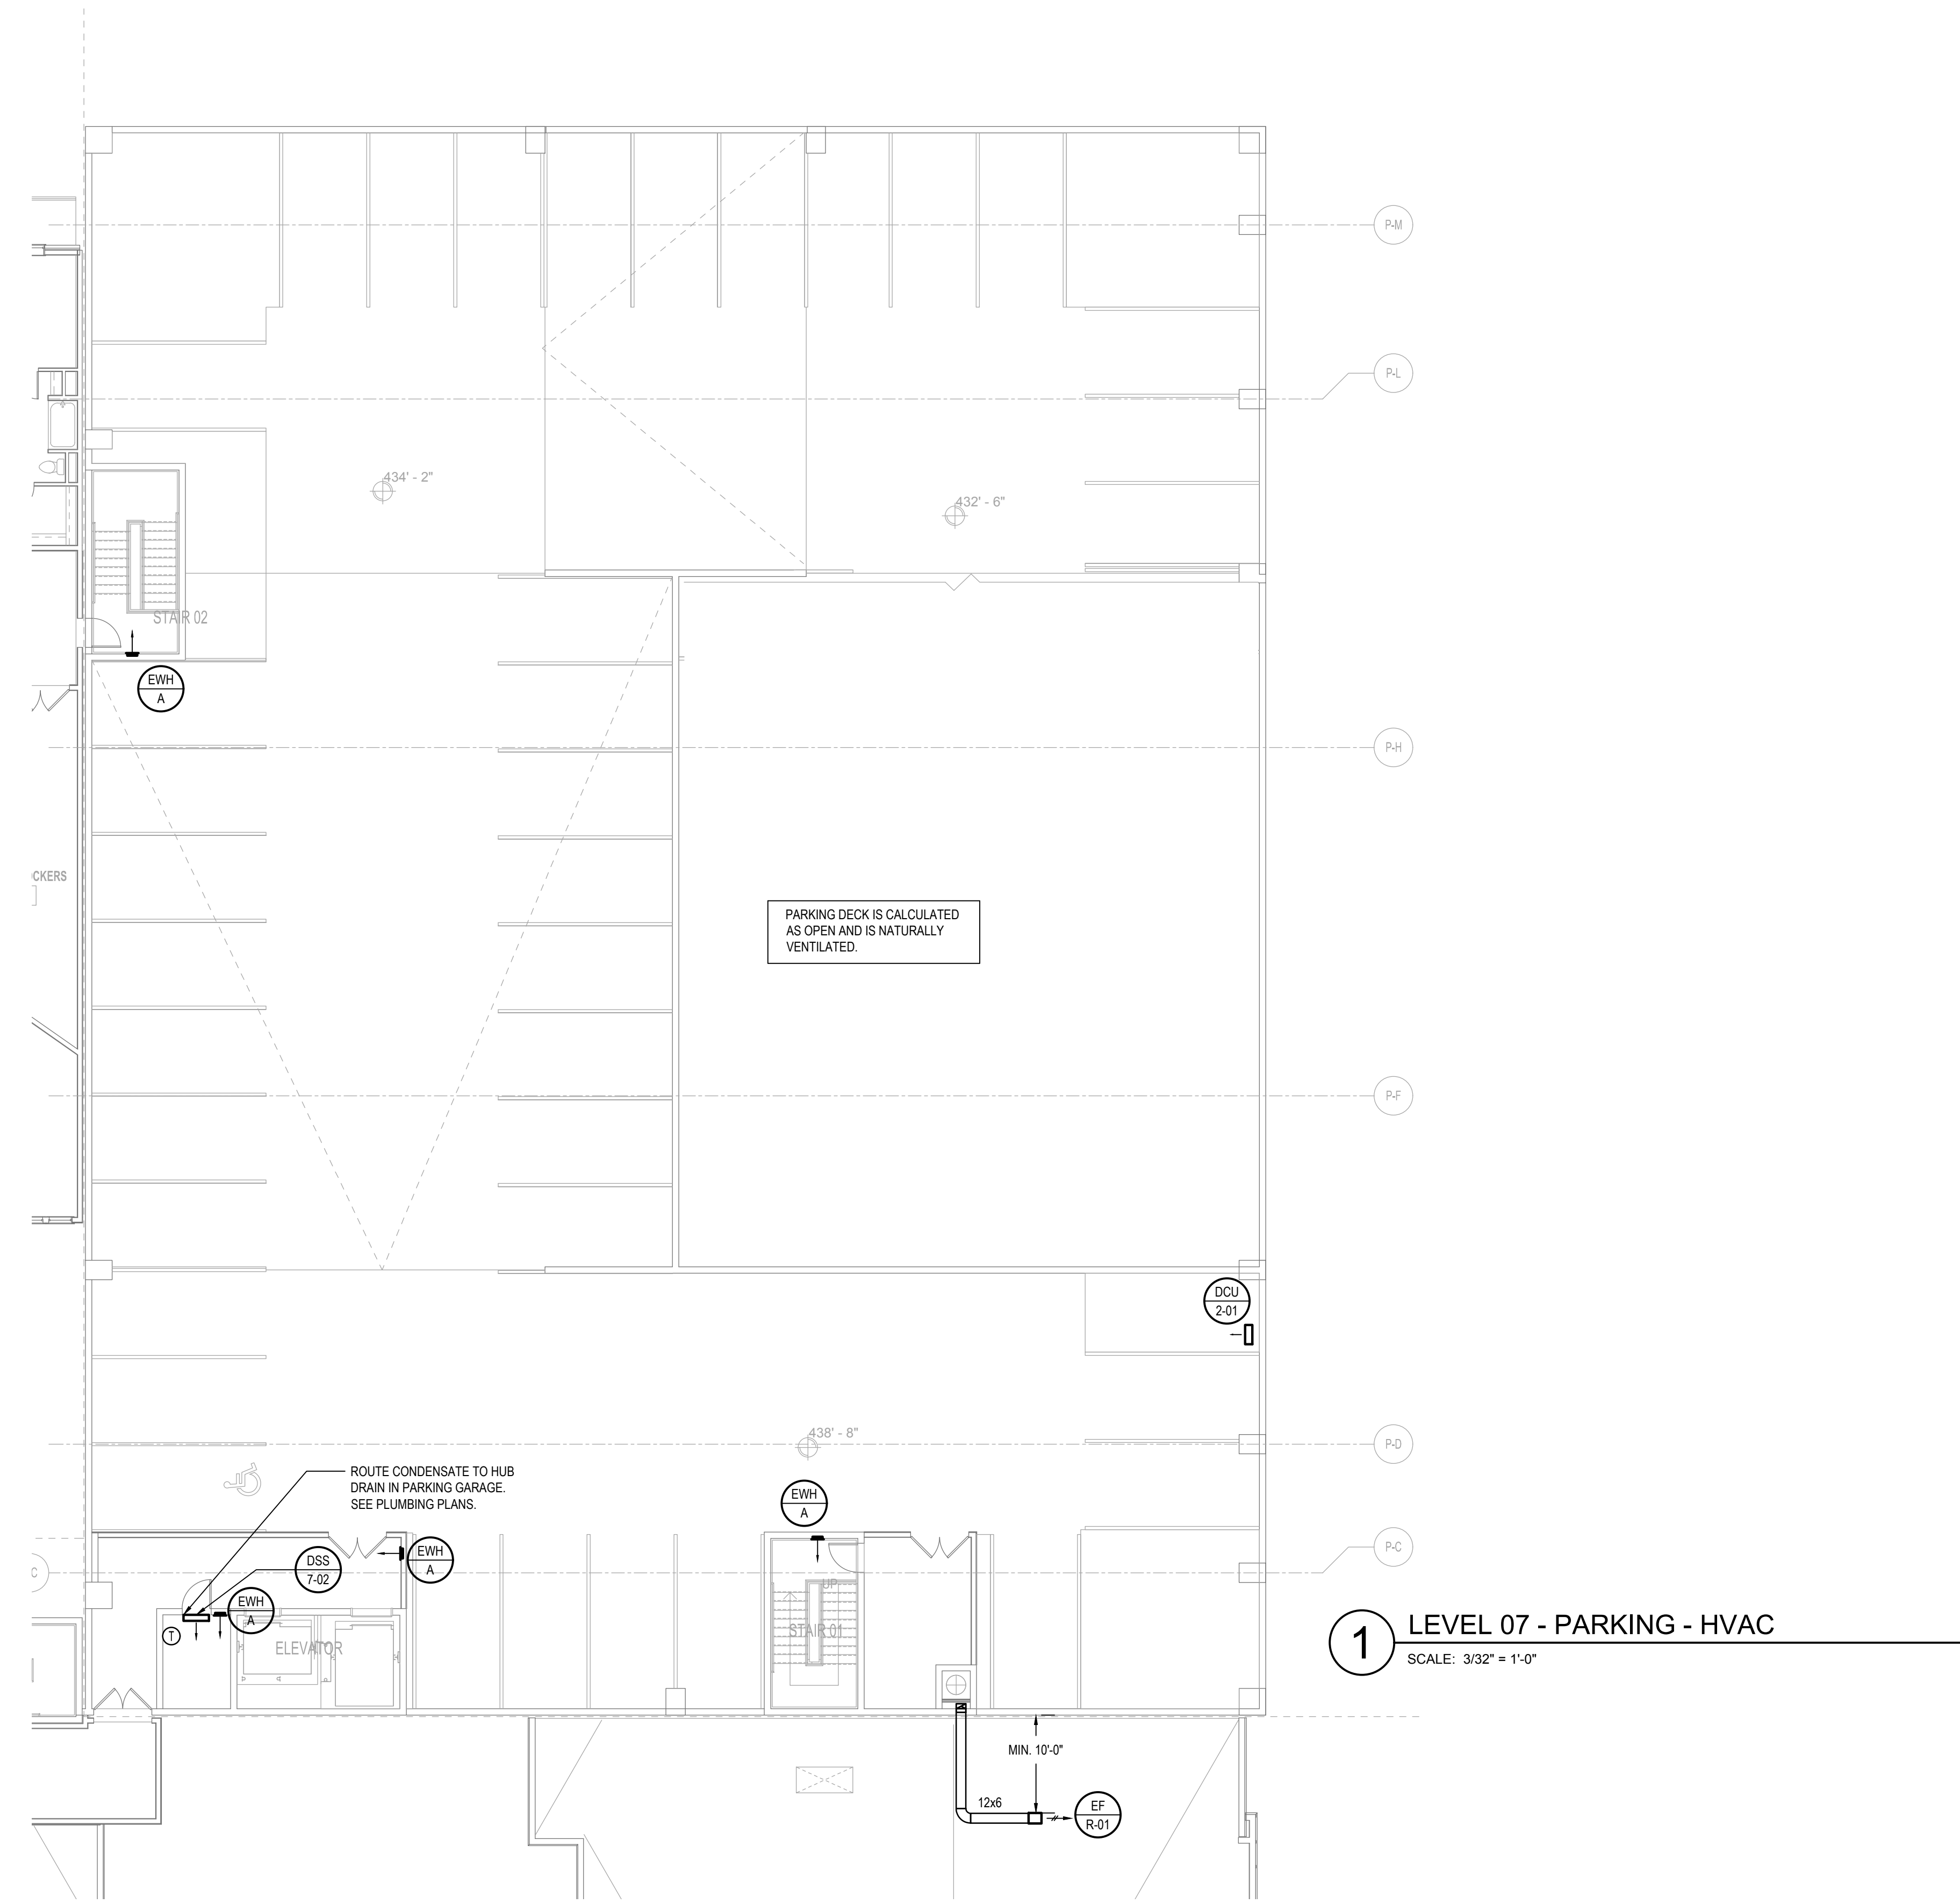 P-M
P-L
434' - 2"
432' - 6"
STAIR 02
EWH
A
P-H
CKERS
PARKING DECK IS CALCULATED
AS OPEN AND IS NATURALLY
VENTILATED.
P-F
DCU
2-01
438' - 8"
P-D
ROUTE CONDENSATE TO HUB
DRAIN IN PARKING GARAGE.
SEE PLUMBING PLANS.
EWH
A
EWH
A
P-C
DSS
7-02
C
UP
EWH
A
T
STAIR 01
ELEVATOR
1
LEVEL 07 - PARKING - HVAC
SCALE: 3/32" = 1'-0"
MIN. 10'-0"
12x6
EF
R-01